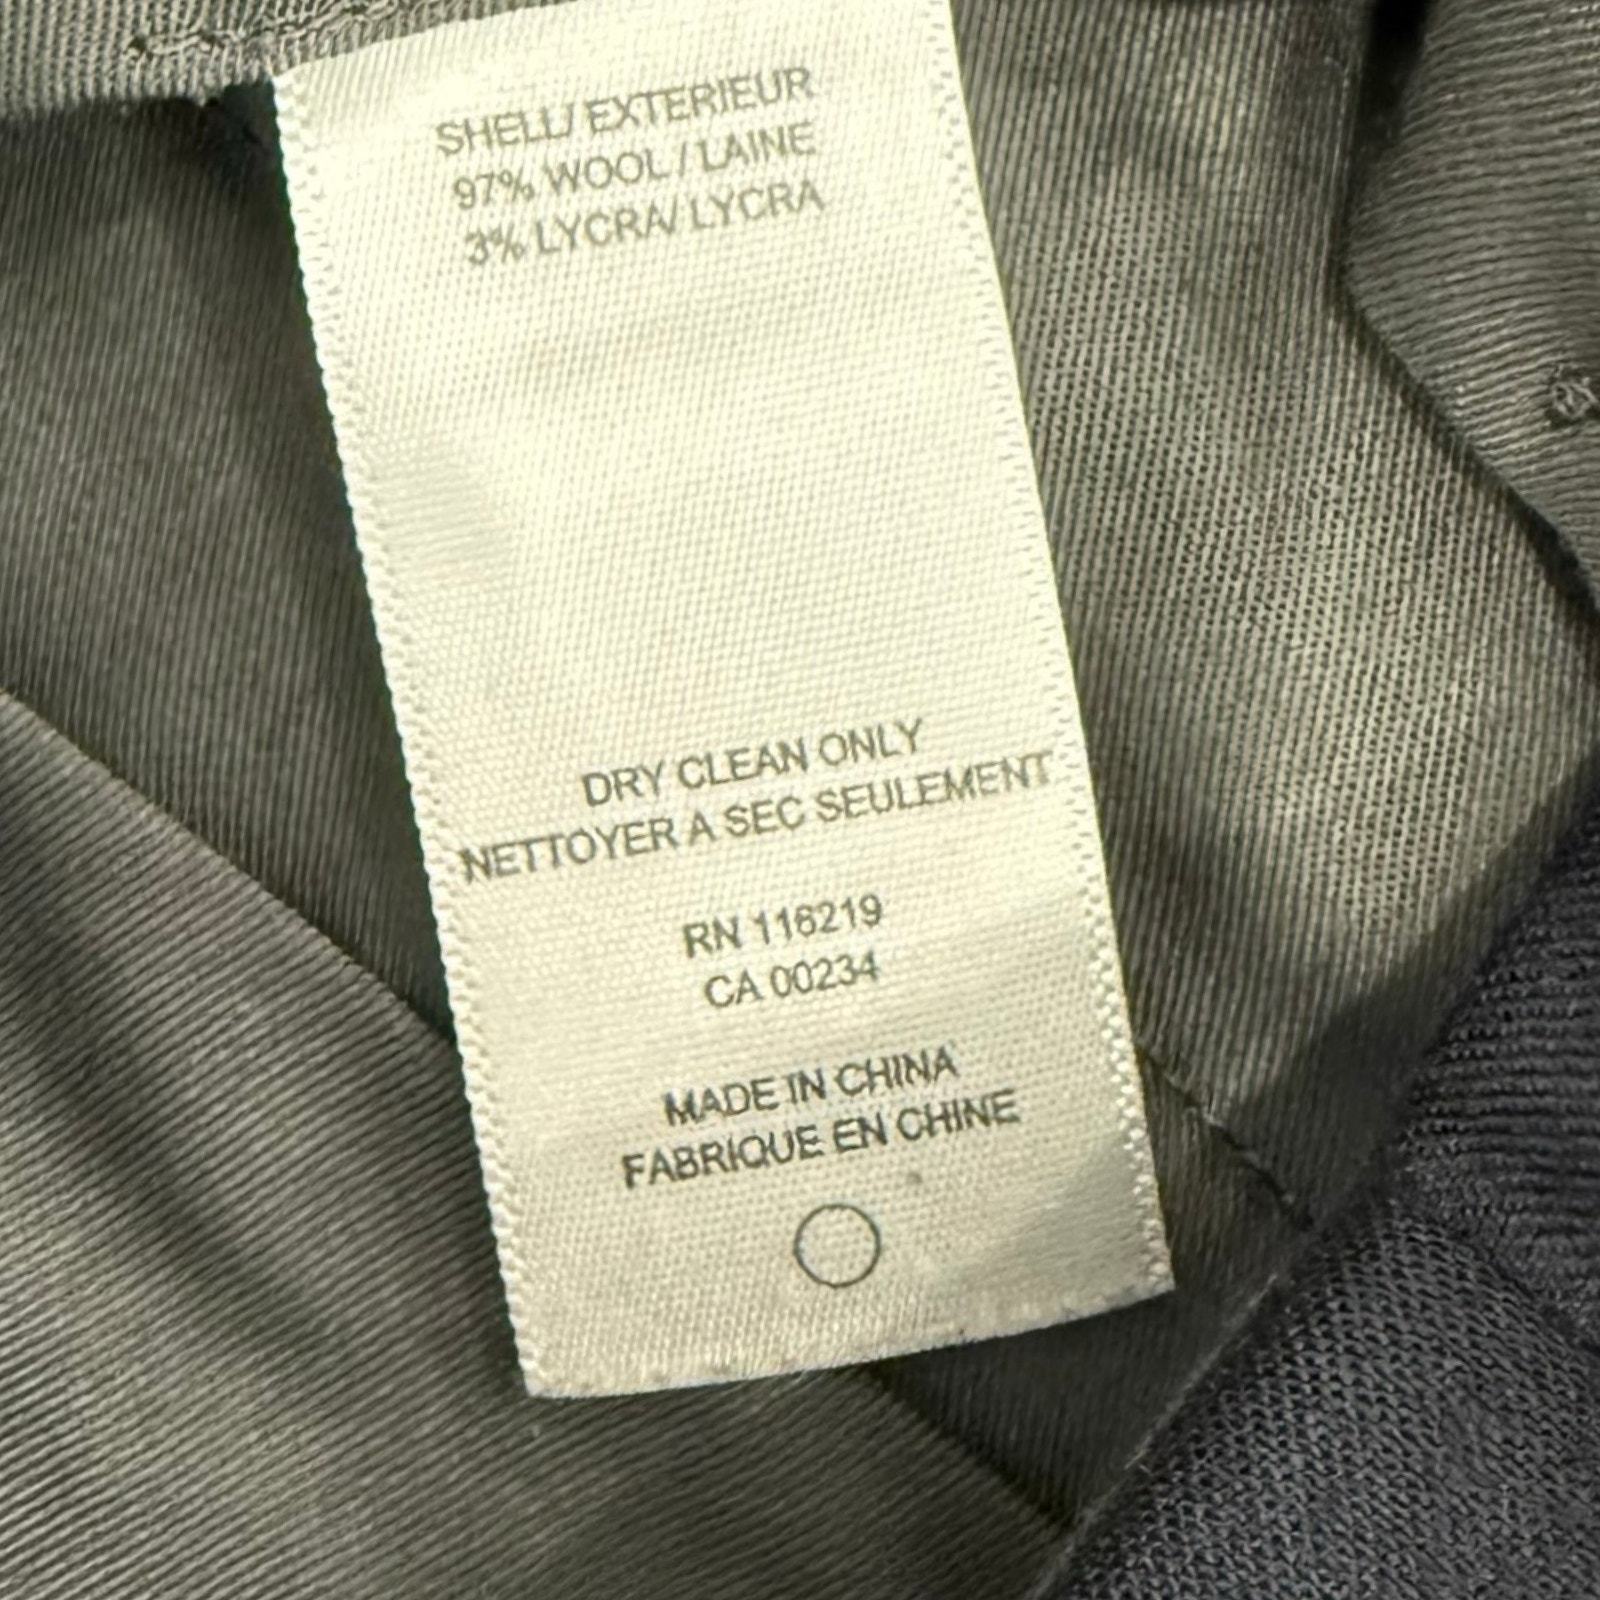 SHELL/ EXTERIEUR
97% WOOL / LAINE
3% LYCRA/ LYCRA
DRY CLEAN ONLY
NETTOYER A SEC SEULEMENT
RN 116219
CA 00234
MADE IN CHINA
FABRIQUE EN CHINE